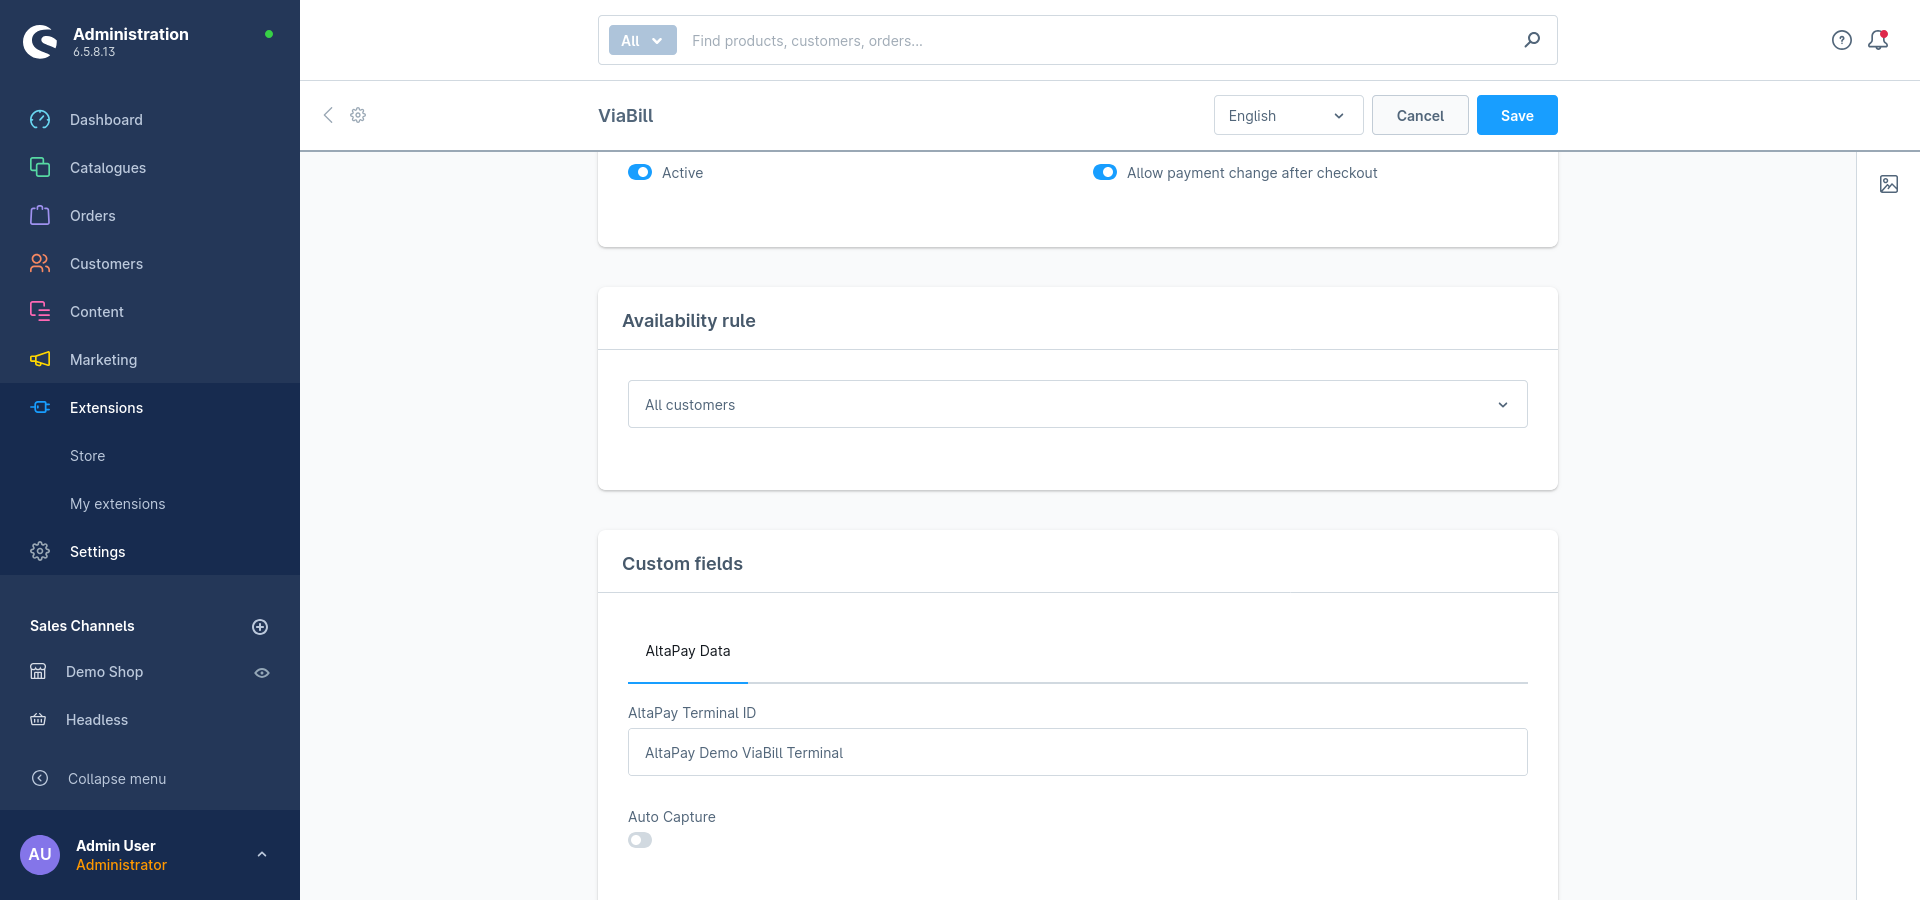 Administration
6.5.8.13
All
Find products, customers, orders...
ViaBill
English
Cancel
Save
Dashboard
Catalogues
Orders
Customers
Content
Marketing
Extensions
Store
My extensions
Settings
Sales Channels
Demo Shop
Headless
Collapse menu
AU
Admin User
Administrator
Active
Allow payment change after checkout
Availability rule
All customers
Custom fields
AltaPay Data
AltaPay Terminal ID
AltaPay Demo ViaBill Terminal
Auto Capture